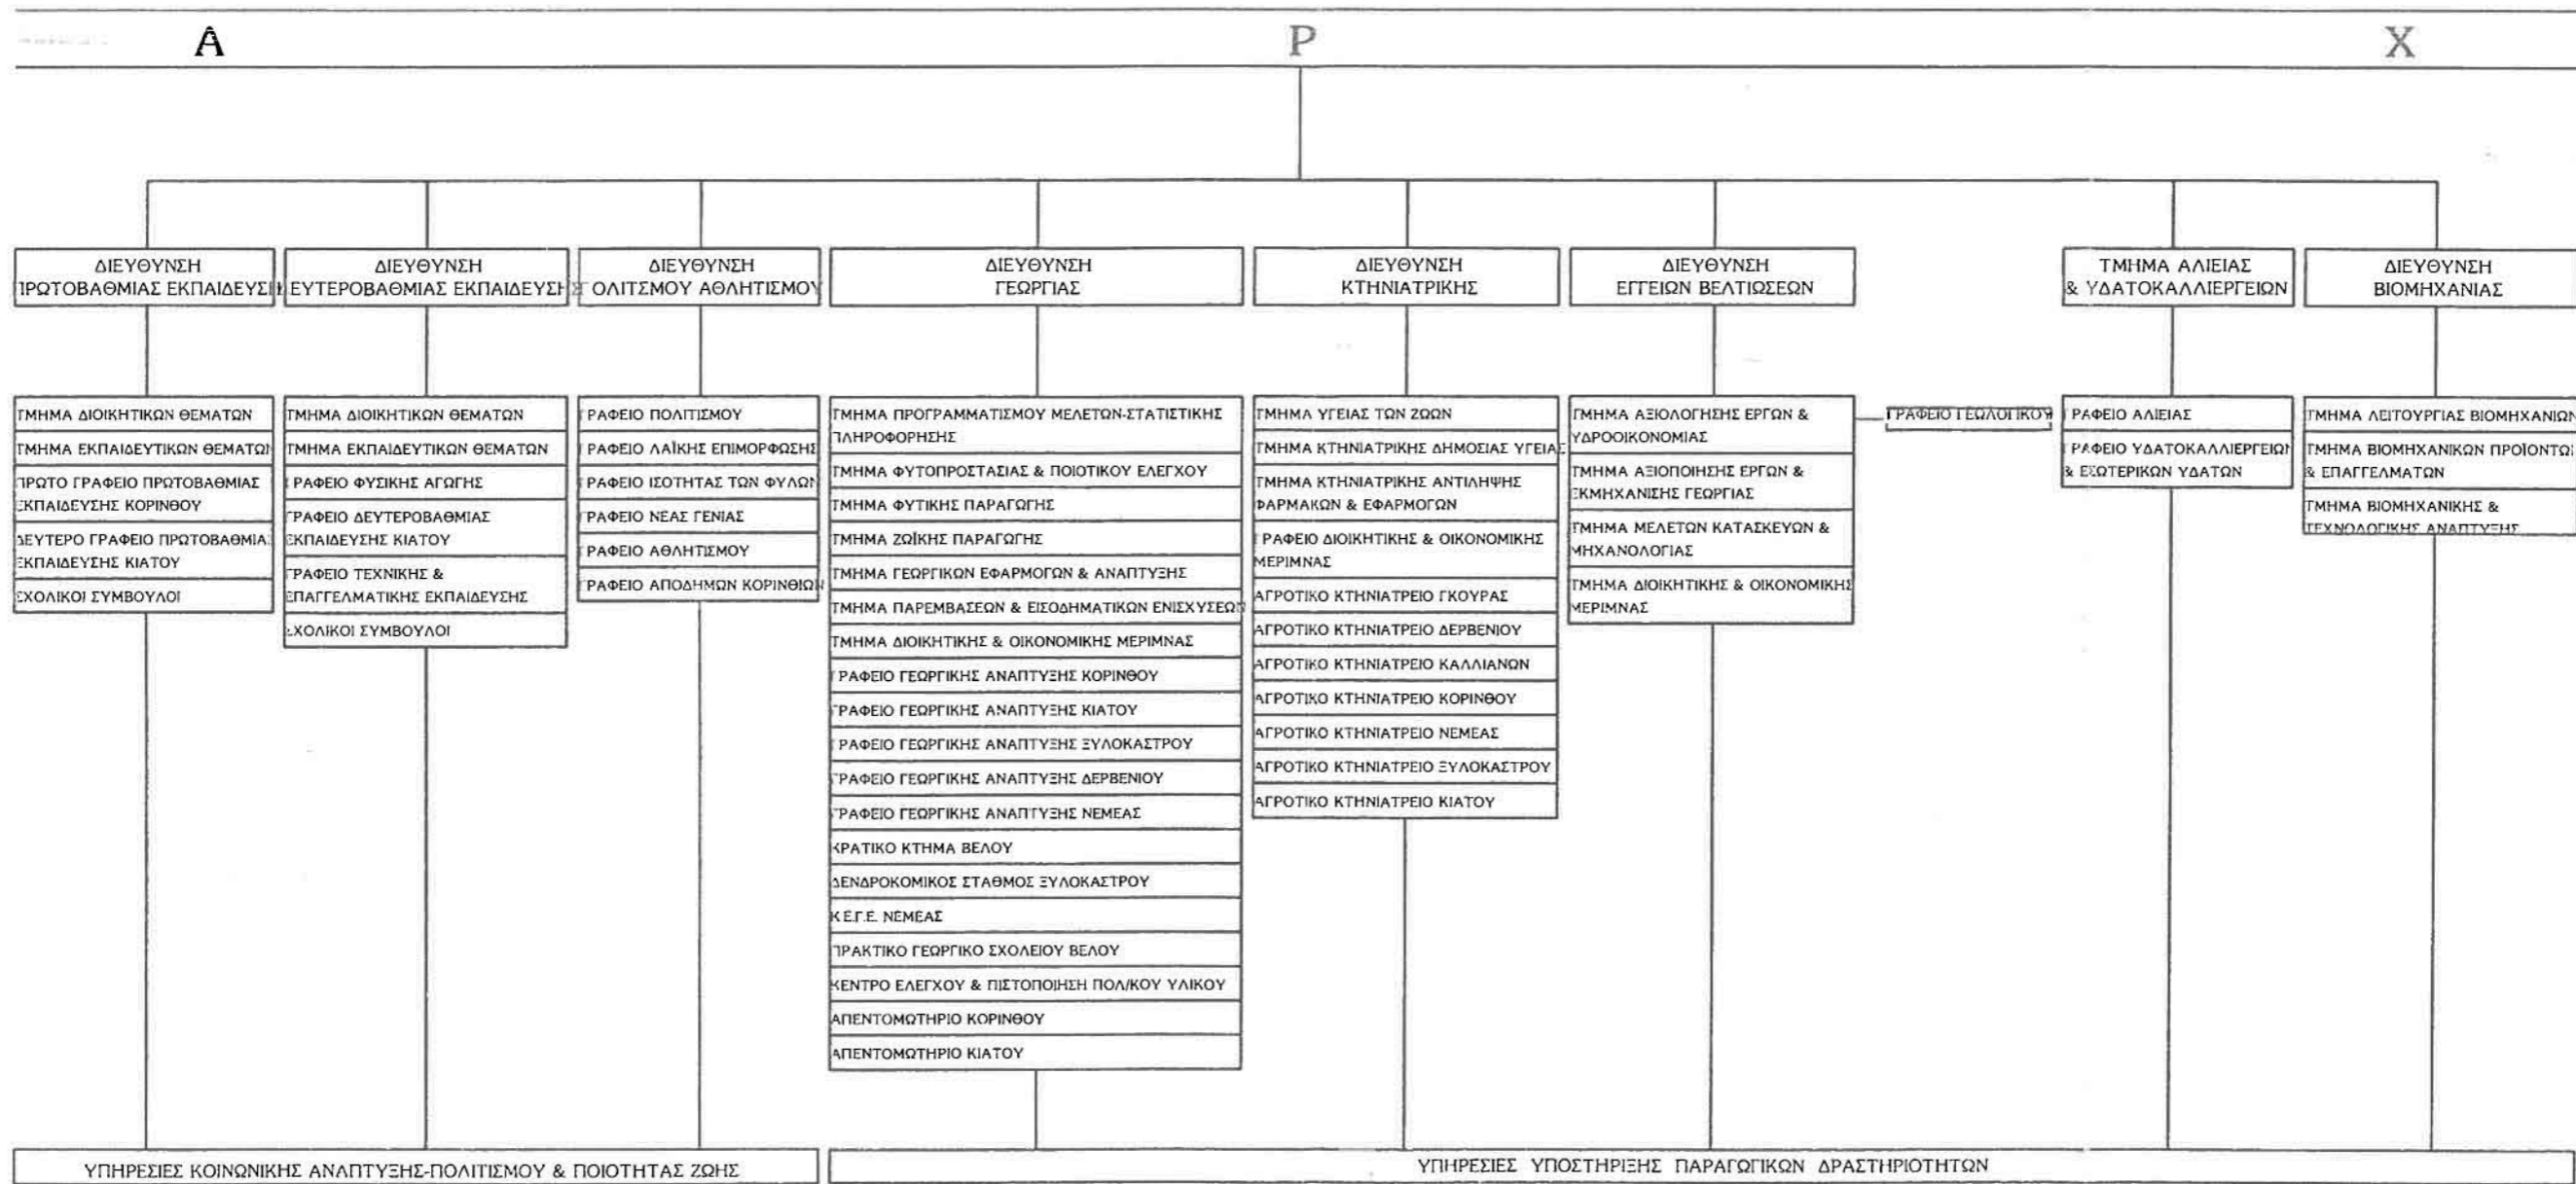 Α Ρ Χ
ΔΙΕΥΘΥΝΣΗ
ΠΡΩΤΟΒΑΘΜΙΑΣ ΕΚΠΑΙΔΕΥΣΗ
ΔΙΕΥΘΥΝΣΗ
ΔΕΥΤΕΡΟΒΑΘΜΙΑΣ ΕΚΠΑΙΔΕΥΣΗΣ
ΔΙΕΥΘΥΝΣΗ
ΠΟΛΙΤΣΜΟΥ ΑΘΛΗΤΙΣΜΟΥ
ΔΙΕΥΘΥΝΣΗ
ΓΕΩΡΓΙΑΣ
ΔΙΕΥΘΥΝΣΗ
ΚΤΗΝΙΑΤΡΙΚΗΣ
ΔΙΕΥΘΥΝΣΗ
ΕΓΓΕΙΩΝ ΒΕΛΤΙΩΣΕΩΝ
ΤΜΗΜΑ ΑΛΙΕΙΑΣ
& ΥΔΑΤΟΚΑΛΛΙΕΡΓΕΙΩΝ
ΔΙΕΥΘΥΝΣΗ
ΒΙΟΜΗΧΑΝΙΑΣ
ΤΜΗΜΑ ΔΙΟΙΚΗΤΙΚΩΝ ΘΕΜΑΤΩΝ
ΤΜΗΜΑ ΕΚΠΑΙΔΕΥΤΙΚΩΝ ΘΕΜΑΤΩΝ
ΠΡΩΤΟ ΓΡΑΦΕΙΟ ΠΡΩΤΟΒΑΘΜΙΑΣ
ΕΚΠΑΙΔΕΥΣΗΣ ΚΟΡΙΝΘΟΥ
ΔΕΥΤΕΡΟ ΓΡΑΦΕΙΟ ΠΡΩΤΟΒΑΘΜΙΑΣ
ΕΚΠΑΙΔΕΥΣΗΣ ΚΙΑΤΟΥ
ΣΧΟΛΙΚΟΙ ΣΥΜΒΟΥΛΟΙ
ΤΜΗΜΑ ΔΙΟΙΚΗΤΙΚΩΝ ΘΕΜΑΤΩΝ
ΤΜΗΜΑ ΕΚΠΑΙΔΕΥΤΙΚΩΝ ΘΕΜΑΤΩΝ
ΓΡΑΦΕΙΟ ΦΥΣΙΚΗΣ ΑΓΩΓΗΣ
ΓΡΑΦΕΙΟ ΔΕΥΤΕΡΟΒΑΘΜΙΑΣ
ΕΚΠΑΙΔΕΥΣΗΣ ΚΙΑΤΟΥ
ΓΡΑΦΕΙΟ ΤΕΧΝΙΚΗΣ &
ΕΠΑΓΓΕΛΜΑΤΙΚΗΣ ΕΚΠΑΙΔΕΥΣΗΣ
ΣΧΟΛΙΚΟΙ ΣΥΜΒΟΥΛΟΙ
ΓΡΑΦΕΙΟ ΠΟΛΙΤΙΣΜΟΥ
ΓΡΑΦΕΙΟ ΛΑΪΚΗΣ ΕΠΙΜΟΡΦΩΣΗΣ
ΓΡΑΦΕΙΟ ΙΣΟΤΗΤΑΣ ΤΩΝ ΦΥΛΩΝ
ΓΡΑΦΕΙΟ ΝΕΑΣ ΓΕΝΙΑΣ
ΓΡΑΦΕΙΟ ΑΘΛΗΤΙΣΜΟΥ
ΓΡΑΦΕΙΟ ΑΠΟΔΗΜΩΝ ΚΟΡΙΝΘΙΩΝ
ΤΜΗΜΑ ΠΡΟΓΡΑΜΜΑΤΙΣΜΟΥ ΜΕΛΕΤΩΝ-ΣΤΑΤΙΣΤΙΚΗΣ
ΠΛΗΡΟΦΟΡΗΣΗΣ
ΤΜΗΜΑ ΦΥΤΟΠΡΟΣΤΑΣΙΑΣ & ΠΟΙΟΤΙΚΟΥ ΕΛΕΓΧΟΥ
ΤΜΗΜΑ ΦΥΤΙΚΗΣ ΠΑΡΑΓΩΓΗΣ
ΤΜΗΜΑ ΖΩΪΚΗΣ ΠΑΡΑΓΩΓΗΣ
ΤΜΗΜΑ ΓΕΩΡΓΙΚΩΝ ΕΦΑΡΜΟΓΩΝ & ΑΝΑΠΤΥΞΗΣ
ΤΜΗΜΑ ΠΑΡΕΜΒΑΣΕΩΝ & ΕΙΣΟΔΗΜΑΤΙΚΩΝ ΕΝΙΣΧΥΣΕΩΝ
ΤΜΗΜΑ ΔΙΟΙΚΗΤΙΚΗΣ & ΟΙΚΟΝΟΜΙΚΗΣ ΜΕΡΙΜΝΑΣ
ΓΡΑΦΕΙΟ ΓΕΩΡΓΙΚΗΣ ΑΝΑΠΤΥΞΗΣ ΚΟΡΙΝΘΟΥ
ΓΡΑΦΕΙΟ ΓΕΩΡΓΙΚΗΣ ΑΝΑΠΤΥΞΗΣ ΚΙΑΤΟΥ
ΓΡΑΦΕΙΟ ΓΕΩΡΓΙΚΗΣ ΑΝΑΠΤΥΞΗΣ ΞΥΛΟΚΑΣΤΡΟΥ
ΓΡΑΦΕΙΟ ΓΕΩΡΓΙΚΗΣ ΑΝΑΠΤΥΞΗΣ ΔΕΡΒΕΝΙΟΥ
ΓΡΑΦΕΙΟ ΓΕΩΡΓΙΚΗΣ ΑΝΑΠΤΥΞΗΣ ΝΕΜΕΑΣ
ΚΡΑΤΙΚΟ ΚΤΗΜΑ ΒΕΛΟΥ
ΔΕΝΔΡΟΚΟΜΙΚΟΣ ΣΤΑΘΜΟΣ ΞΥΛΟΚΑΣΤΡΟΥ
Κ.Ε.Γ.Ε. ΝΕΜΕΑΣ
ΠΡΑΚΤΙΚΟ ΓΕΩΡΓΙΚΟ ΣΧΟΛΕΙΟΥ ΒΕΛΟΥ
ΚΕΝΤΡΟ ΕΛΕΓΧΟΥ & ΠΙΣΤΟΠΟΙΗΣΗ ΠΟΛ/ΚΟΥ ΥΛΙΚΟΥ
ΑΠΕΝΤΟΜΩΤΗΡΙΟ ΚΟΡΙΝΘΟΥ
ΑΠΕΝΤΟΜΩΤΗΡΙΟ ΚΙΑΤΟΥ
ΤΜΗΜΑ ΥΓΕΙΑΣ ΤΩΝ ΖΩΩΝ
ΤΜΗΜΑ ΚΤΗΝΙΑΤΡΙΚΗΣ ΔΗΜΟΣΙΑΣ ΥΓΕΙΑΣ
ΤΜΗΜΑ ΚΤΗΝΙΑΤΡΙΚΗΣ ΑΝΤΙΛΗΨΗΣ
ΦΑΡΜΑΚΩΝ & ΕΦΑΡΜΟΓΩΝ
ΓΡΑΦΕΙΟ ΔΙΟΙΚΗΤΙΚΗΣ & ΟΙΚΟΝΟΜΙΚΗΣ
ΜΕΡΙΜΝΑΣ
ΑΓΡΟΤΙΚΟ ΚΤΗΝΙΑΤΡΕΙΟ ΓΚΟΥΡΑΣ
ΑΓΡΟΤΙΚΟ ΚΤΗΝΙΑΤΡΕΙΟ ΔΕΡΒΕΝΙΟΥ
ΑΓΡΟΤΙΚΟ ΚΤΗΝΙΑΤΡΕΙΟ ΚΑΛΛΙΑΝΩΝ
ΑΓΡΟΤΙΚΟ ΚΤΗΝΙΑΤΡΕΙΟ ΚΟΡΙΝΘΟΥ
ΑΓΡΟΤΙΚΟ ΚΤΗΝΙΑΤΡΕΙΟ ΝΕΜΕΑΣ
ΑΓΡΟΤΙΚΟ ΚΤΗΝΙΑΤΡΕΙΟ ΞΥΛΟΚΑΣΤΡΟΥ
ΑΓΡΟΤΙΚΟ ΚΤΗΝΙΑΤΡΕΙΟ ΚΙΑΤΟΥ
ΤΜΗΜΑ ΑΞΙΟΛΟΓΗΣΗΣ ΕΡΓΩΝ &
ΥΔΡΟΟΙΚΟΝΟΜΙΑΣ
ΤΜΗΜΑ ΑΞΙΟΠΟΙΗΣΗΣ ΕΡΓΩΝ &
ΕΚΜΗΧΑΝΙΣΗΣ ΓΕΩΡΓΙΑΣ
ΤΜΗΜΑ ΜΕΛΕΤΩΝ ΚΑΤΑΣΚΕΥΩΝ &
ΜΗΧΑΝΟΛΟΓΙΑΣ
ΤΜΗΜΑ ΔΙΟΙΚΗΤΙΚΗΣ & ΟΙΚΟΝΟΜΙΚΗΣ
ΜΕΡΙΜΝΑΣ
ΓΡΑΦΕΙΟ ΓΕΩΛΟΓΙΚΟΥ
ΓΡΑΦΕΙΟ ΑΛΙΕΙΑΣ
ΓΡΑΦΕΙΟ ΥΔΑΤΟΚΑΛΛΙΕΡΓΕΙΩΝ
& ΕΣΩΤΕΡΙΚΩΝ ΥΔΑΤΩΝ
ΤΜΗΜΑ ΛΕΙΤΟΥΡΓΙΑΣ ΒΙΟΜΗΧΑΝΙΩΝ
ΤΜΗΜΑ ΒΙΟΜΗΧΑΝΙΚΩΝ ΠΡΟΪΟΝΤΩΝ
& ΕΠΑΓΓΕΛΜΑΤΩΝ
ΤΜΗΜΑ ΒΙΟΜΗΧΑΝΙΚΗΣ &
ΤΕΧΝΟΛΟΓΙΚΗΣ ΑΝΑΠΤΥΞΗΣ
ΥΠΗΡΕΣΙΕΣ ΚΟΙΝΩΝΙΚΗΣ ΑΝΑΠΤΥΞΗΣ-ΠΟΛΙΤΙΣΜΟΥ & ΠΟΙΟΤΗΤΑΣ ΖΩΗΣ
ΥΠΗΡΕΣΙΕΣ ΥΠΟΣΤΗΡΙΞΗΣ ΠΑΡΑΓΩΓΙΚΩΝ ΔΡΑΣΤΗΡΙΟΤΗΤΩΝ